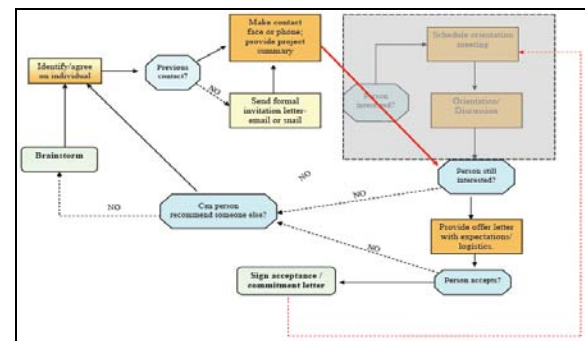 Identify/agree
on individual
Previous
contact?
NO
Make contact
face or phone;
provide project
summary
Send formal
invitation letter-
email or snail
Schedule orientation
meeting
Person
interested?
Orientation/
Discussion
Person still
interested?
NO
NO
Brainstorm
NO
Can person
recommend someone else?
NO
Provide offer letter
with expectations/
logistics.
Sign acceptance /
commitment letter
Person accepts?